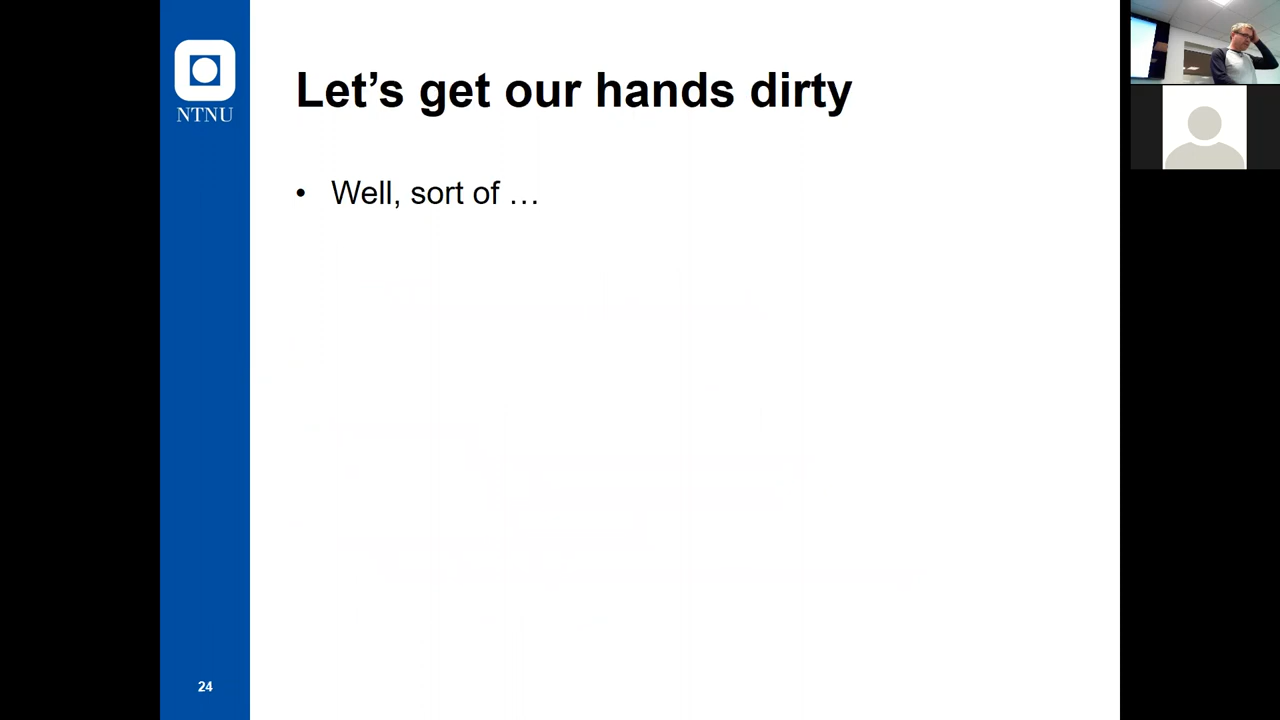 NTNU
Let’s get our hands dirty
• Well, sort of …
24